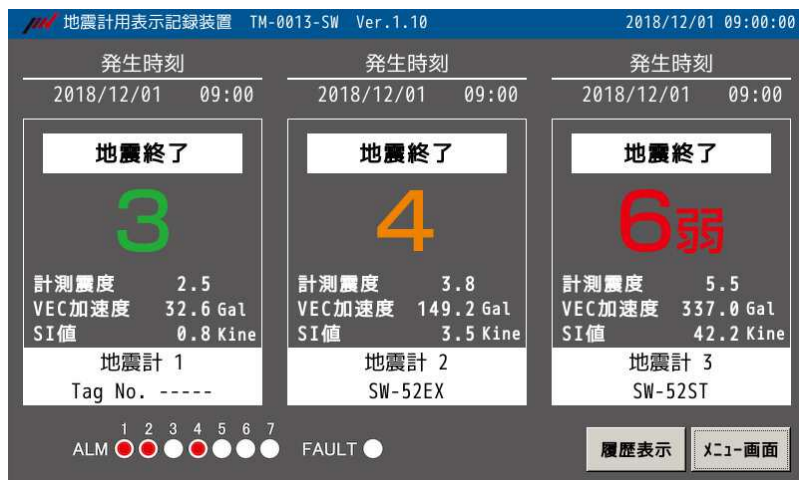 地震計用表示記録装置 TM-0013-SW Ver.1.10 2018/12/01 09:00:00
発生時刻
2018/12/01 09:00
地震終了
3
計測震度 2.5
VEC加速度 32.6 Gal
SI値 0.8 Kine
地震計 1
Tag No. -----
発生時刻
2018/12/01 09:00
地震終了
4
計測震度 3.8
VEC加速度 149.2 Gal
SI値 3.5 Kine
地震計 2
SW-52EX
発生時刻
2018/12/01 09:00
地震終了
6弱
計測震度 5.5
VEC加速度 337.0 Gal
SI値 42.2 Kine
地震計 3
SW-52ST
1 2 3 4 5 6 7
ALM FAULT
履歴表示 ﾒﾆｭｰ画面